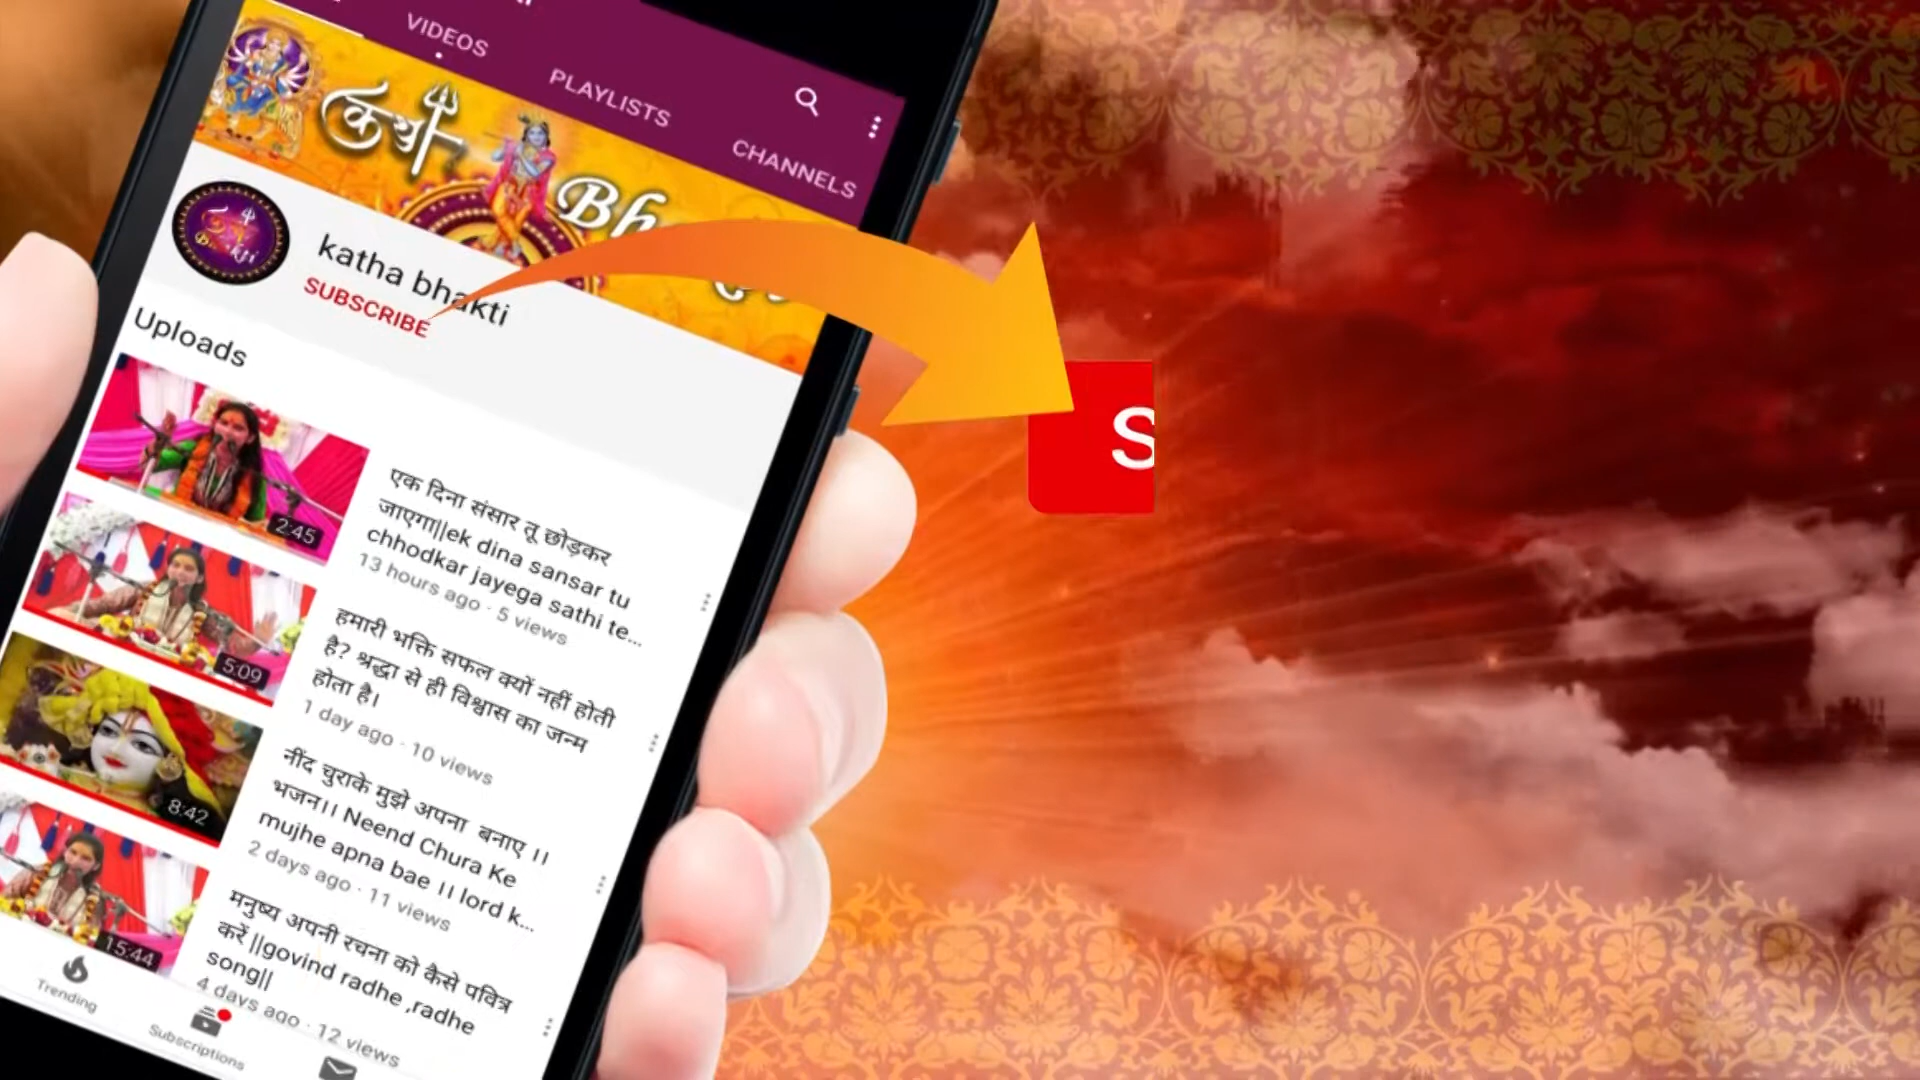 VIDEOS
PLAYLISTS
CHANNELS
कथा
Bh
katha bhakti
SUBSCRIBE
Uploads
S
2:45
एक दिना संसार तू छोड़कर
जाएगा||ek dina sansar tu
chhodkar jayega sathi te...
13 hours ago · 5 views
5:09
हमारी भक्ति सफल क्यों नहीं होती
है? श्रद्धा से ही विश्वास का जन्म
होता है।
1 day ago · 10 views
8:42
नींद चुराके मुझे अपना बनाए ।।
भजन।। Neend Chura Ke
mujhe apna bae ।। lord k...
2 days ago · 11 views
15:44
मनुष्य अपनी रचना को कैसे पवित्र
करें ||govind radhe ,radhe
song||
4 days ago · 12 views
Trending
Subscriptions